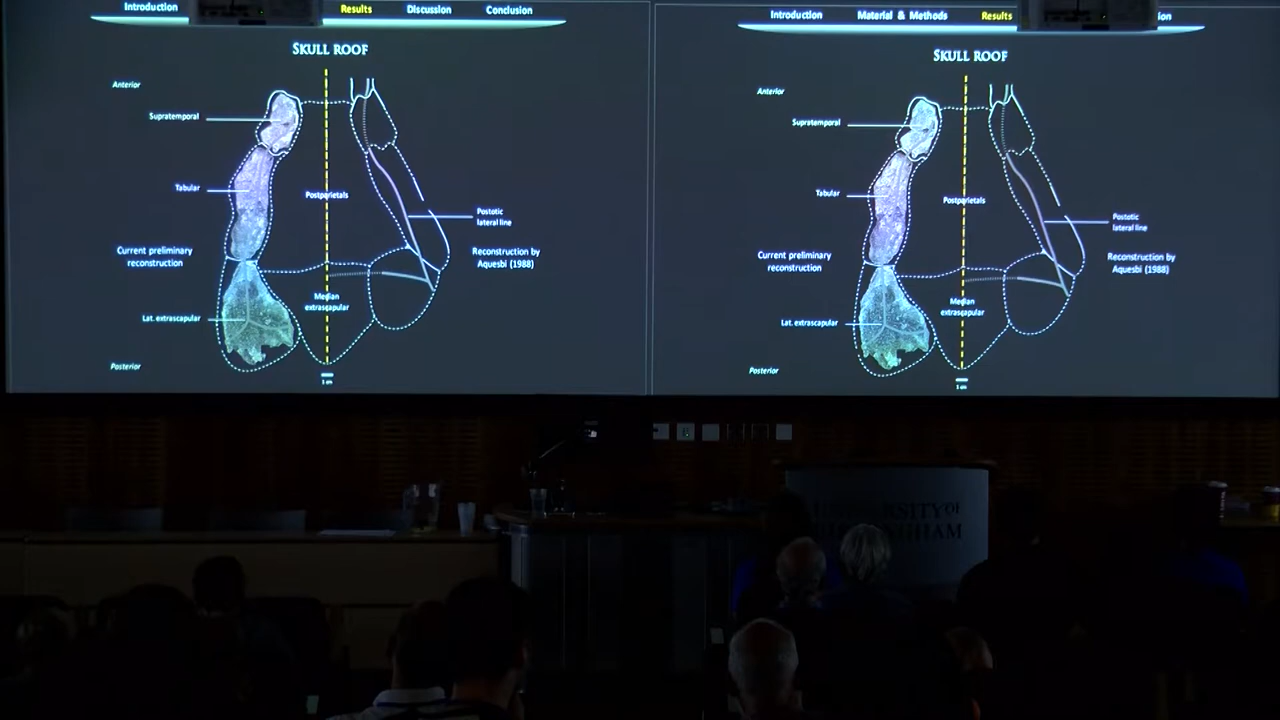 Introduction Results Discussion Conclusion
SKULL ROOF
Anterior
Supratemporal
Tabular
Postparietals
Postotic
lateral line
Current preliminary
reconstruction
Reconstruction by
Aquesbi (1988)
Median
extrascapular
Lat. extrascapular
Posterior
1 cm
Introduction Material & Methods Results
SKULL ROOF
Anterior
Supratemporal
Tabular
Postparietals
Postotic
lateral line
Current preliminary
reconstruction
Reconstruction by
Aquesbi (1988)
Median
extrascapular
Lat. extrascapular
Posterior
1 cm